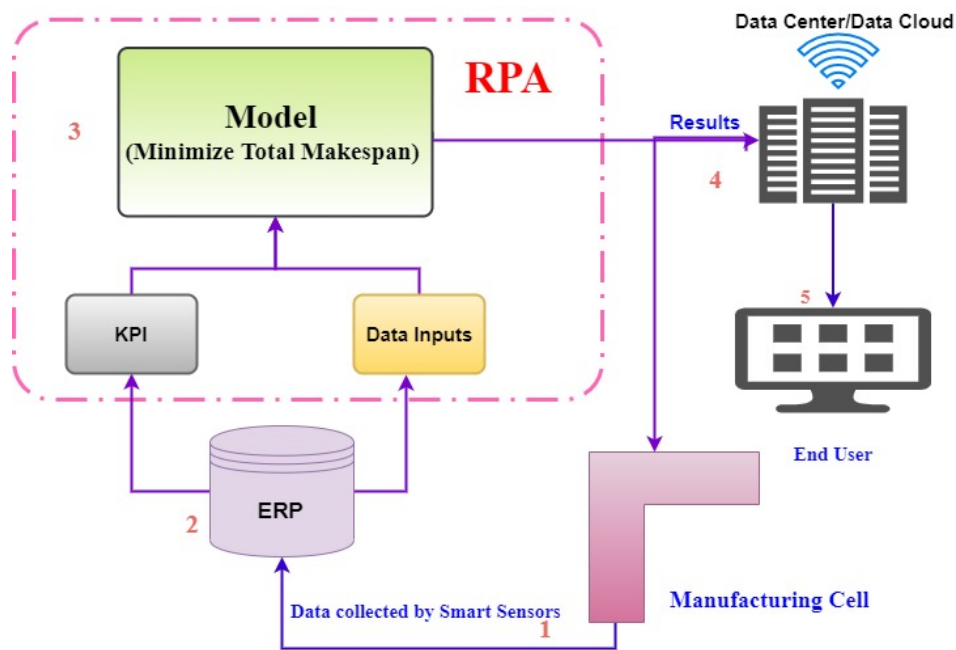 Data Center/Data Cloud
RPA
Model
(Minimize Total Makespan)
3
Results
4
5
KPI
Data Inputs
End User
ERP
2
Data collected by Smart Sensors
1
Manufacturing Cell